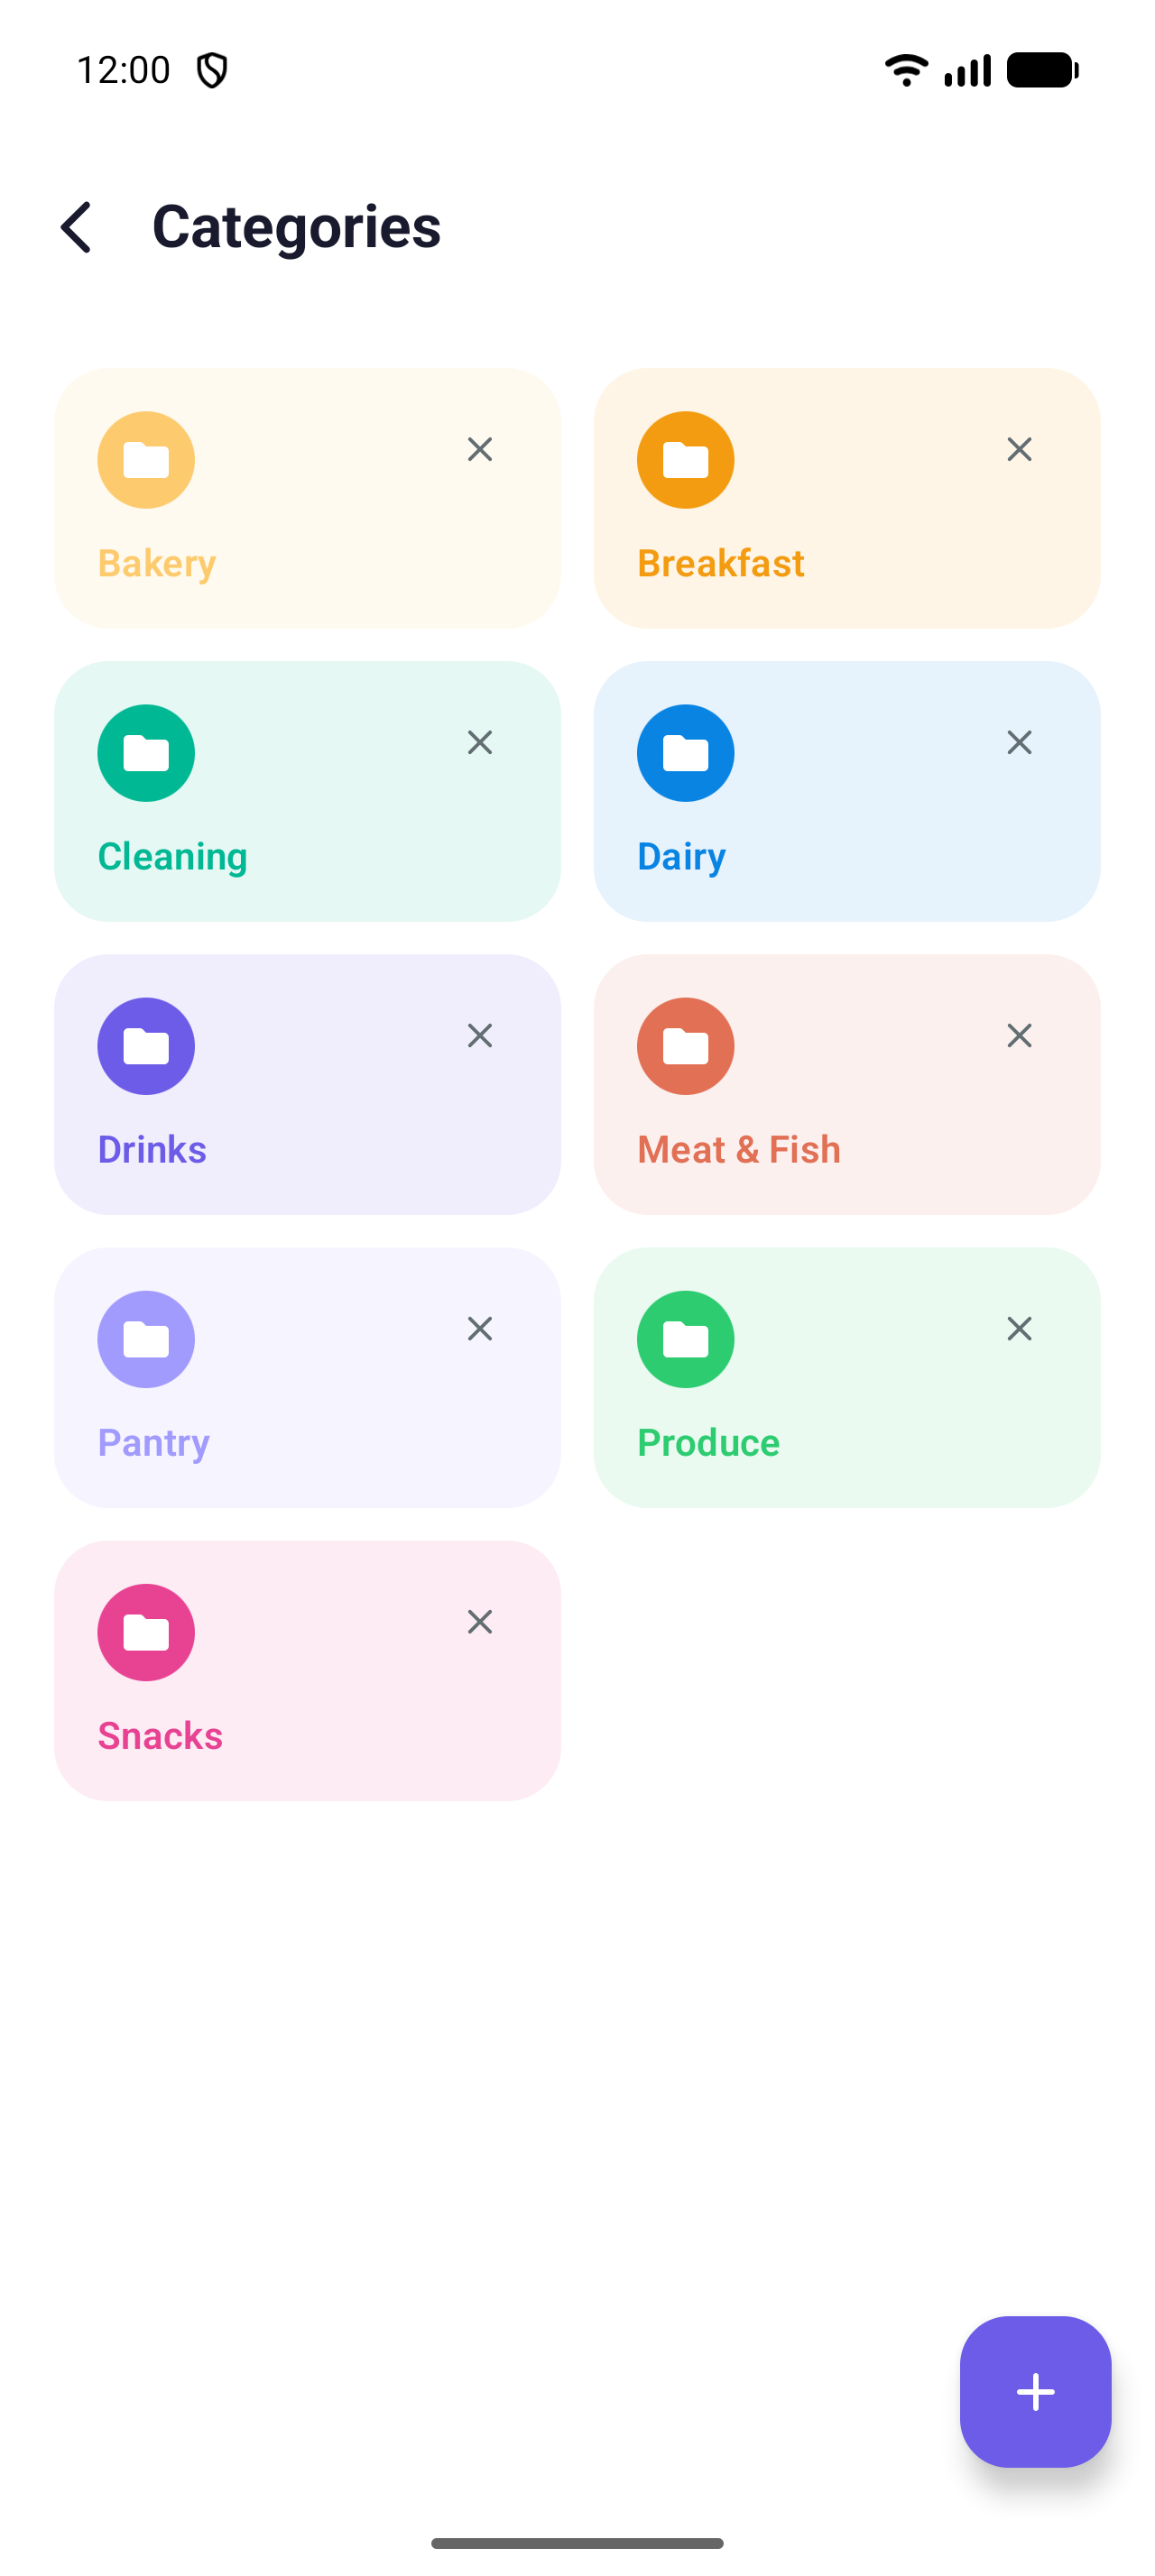 12:00
Categories
Bakery
Breakfast
Cleaning
Dairy
Drinks
Meat & Fish
Pantry
Produce
Snacks